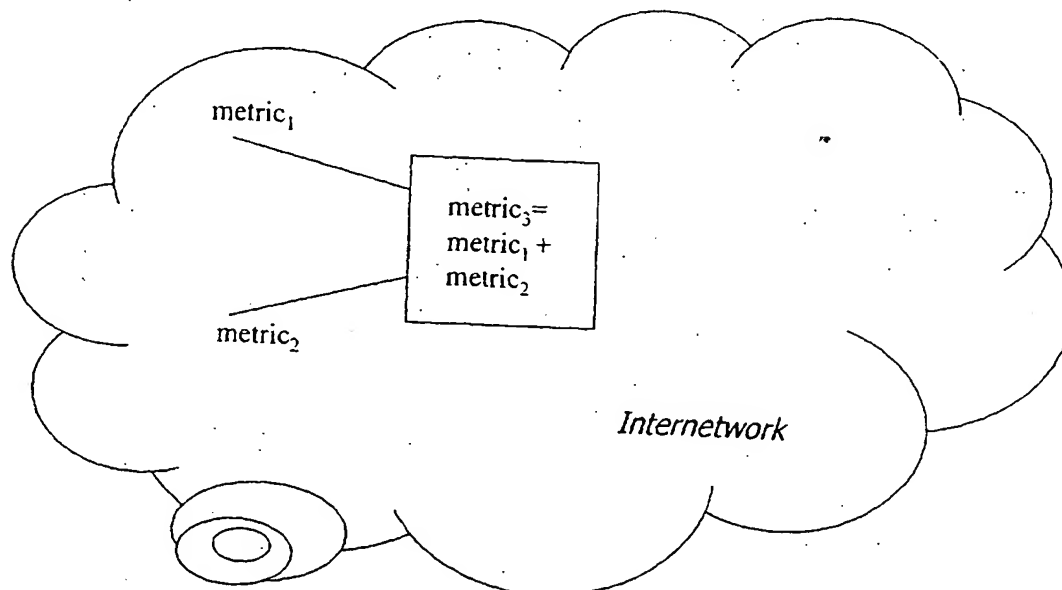 metric₁
metric₃=
metric₁ +
metric₂
metric₂
Internetwork